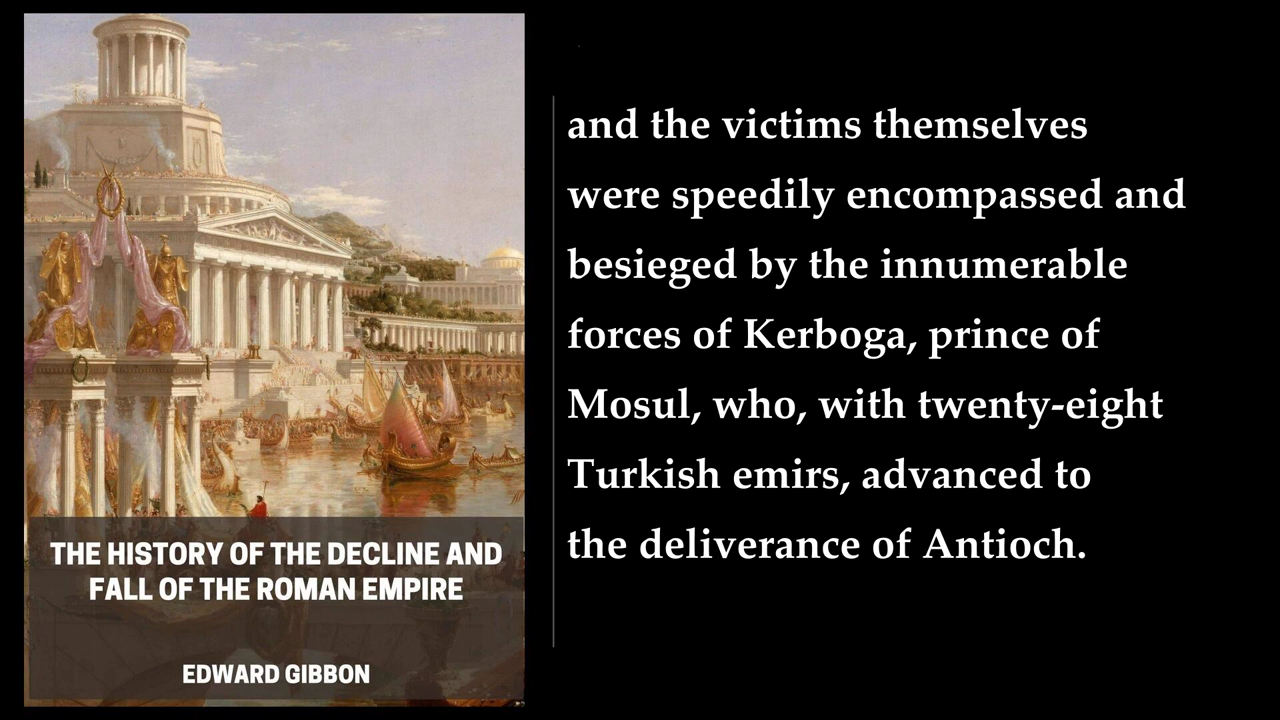 THE HISTORY OF THE DECLINE AND
FALL OF THE ROMAN EMPIRE
EDWARD GIBBON
and the victims themselves
were speedily encompassed and
besieged by the innumerable
forces of Kerboga, prince of
Mosul, who, with twenty-eight
Turkish emirs, advanced to
the deliverance of Antioch.